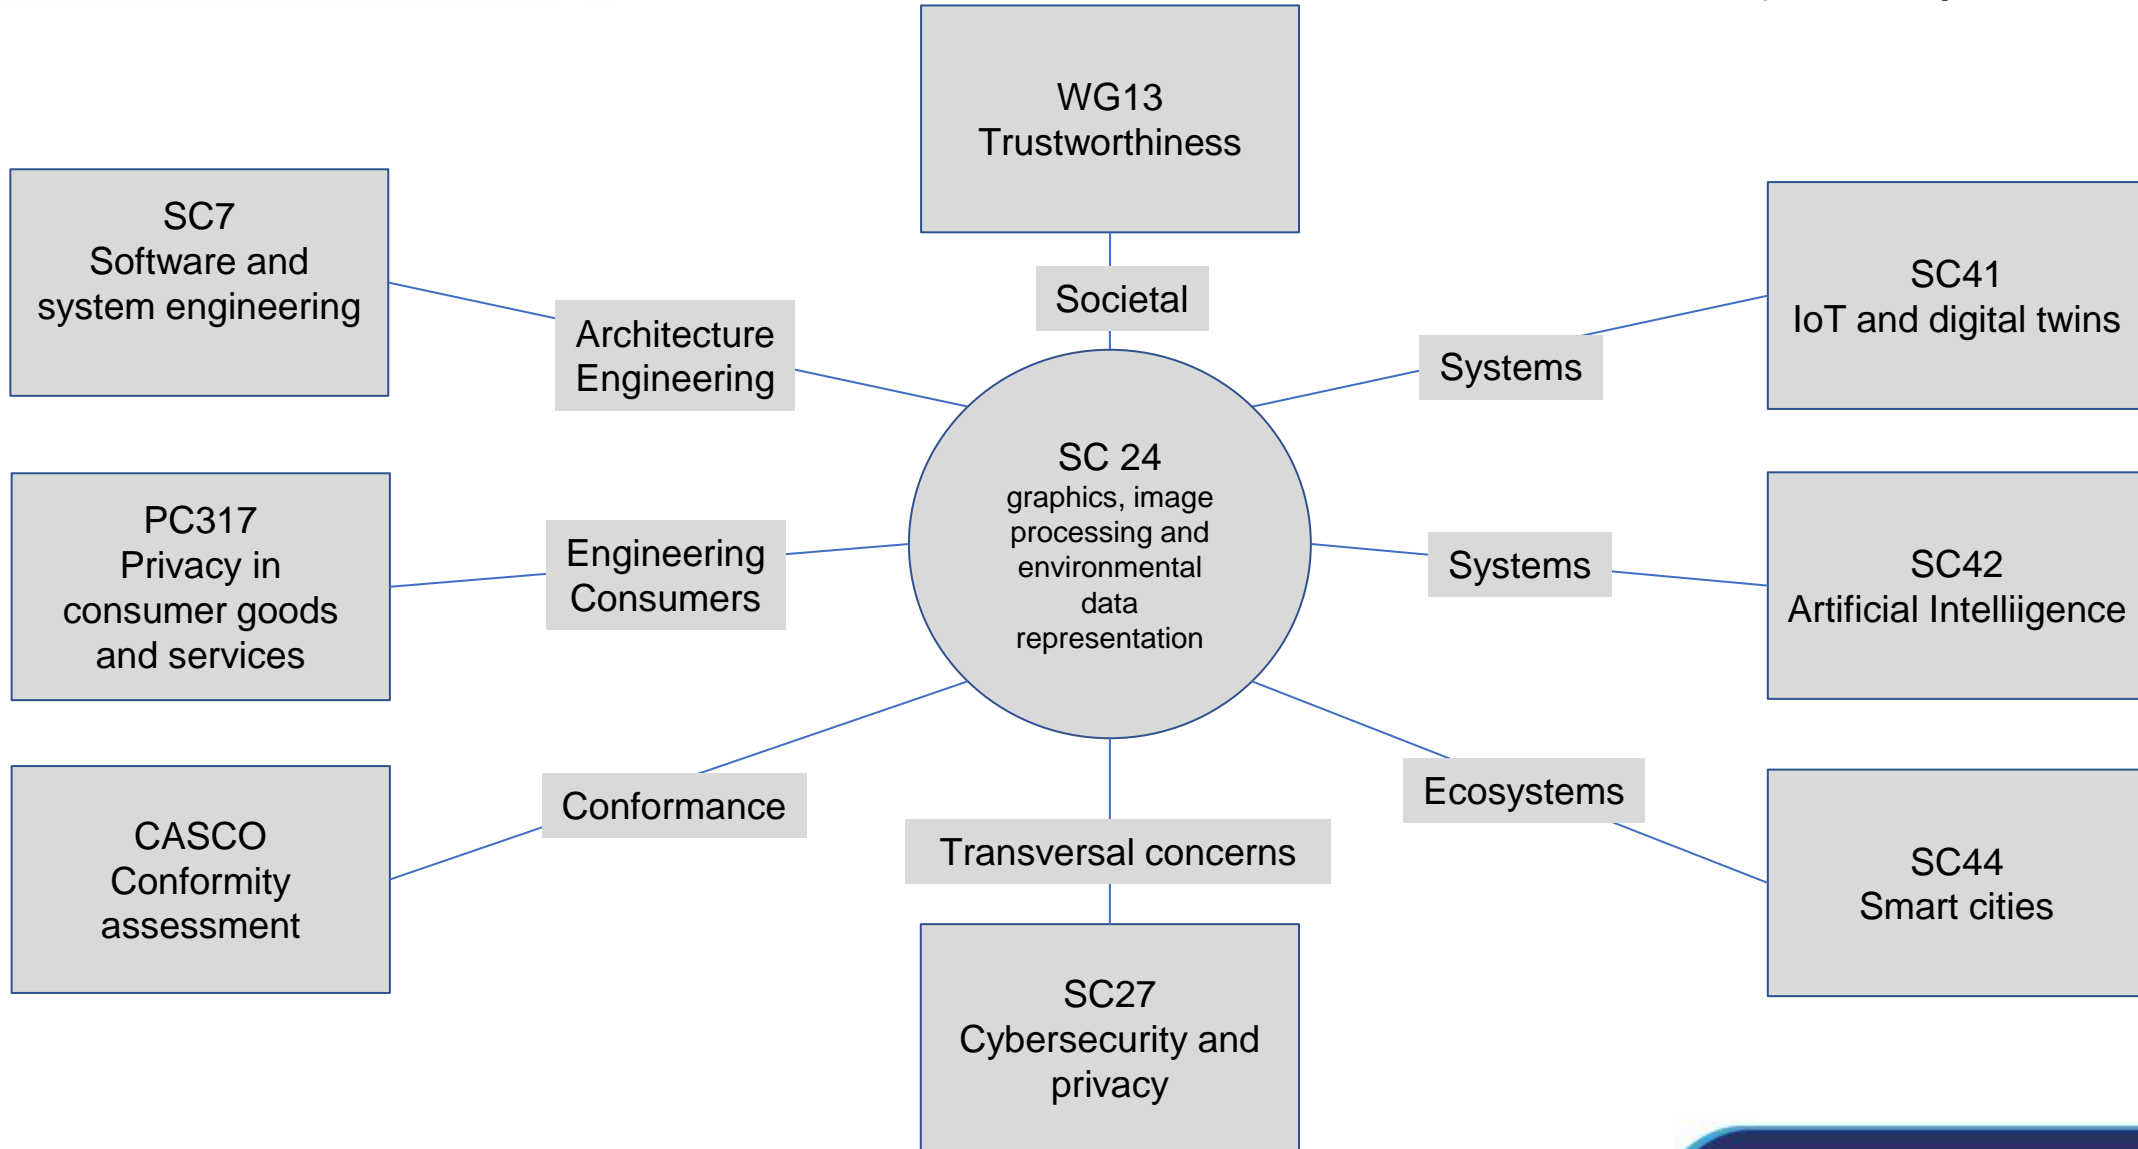 WG13
Trustworthiness
SC7
Software and
system engineering
SC41
IoT and digital twins
Societal
Architecture
Engineering
Systems
SC 24
graphics, image
processing and
environmental
data
representation
PC317
Privacy in
consumer goods
and services
Engineering
Consumers
Systems
SC42
Artificial Intelliigence
CASCO
Conformity
assessment
Conformance
Transversal concerns
Ecosystems
SC44
Smart cities
SC27
Cybersecurity and
privacy